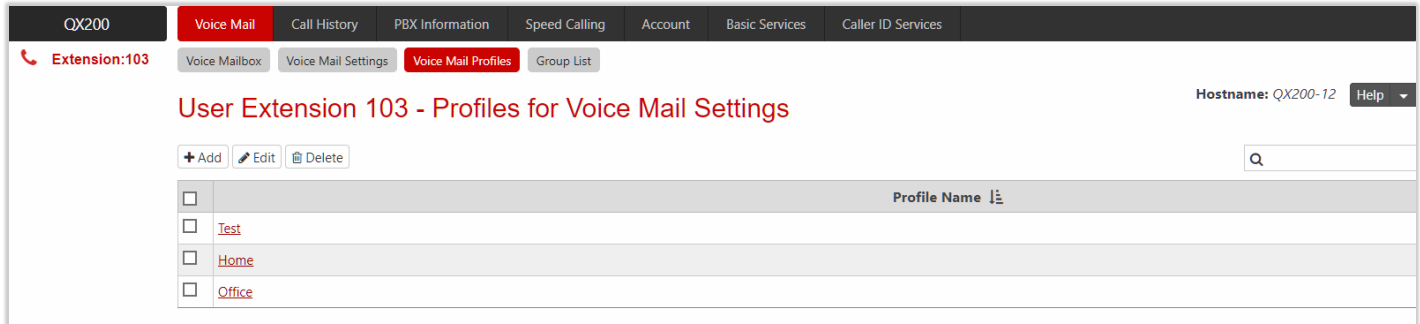 QX200 Voice Mail Call History PBX Information Speed Calling Account Basic Services Caller ID Services
Extension:103 Voice Mailbox Voice Mail Settings Voice Mail Profiles Group List
Hostname: QX200-12 Help
User Extension 103 - Profiles for Voice Mail Settings
Add Edit Delete
Profile Name
Test
Home
Office